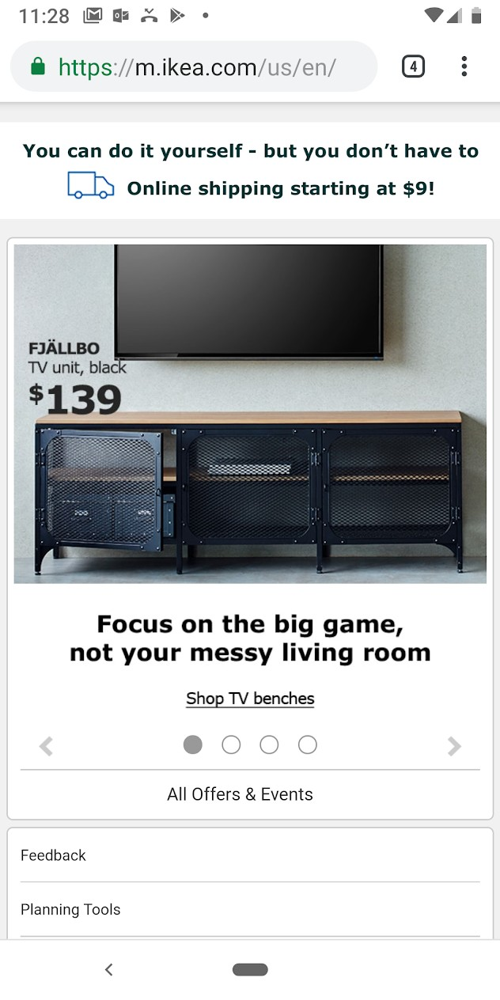 11:28
https://m.ikea.com/us/en/
4
You can do it yourself - but you don’t have to
Online shipping starting at $9!
FJÄLLBO
TV unit, black
$139
Focus on the big game,
not your messy living room
Shop TV benches
All Offers & Events
Feedback
Planning Tools